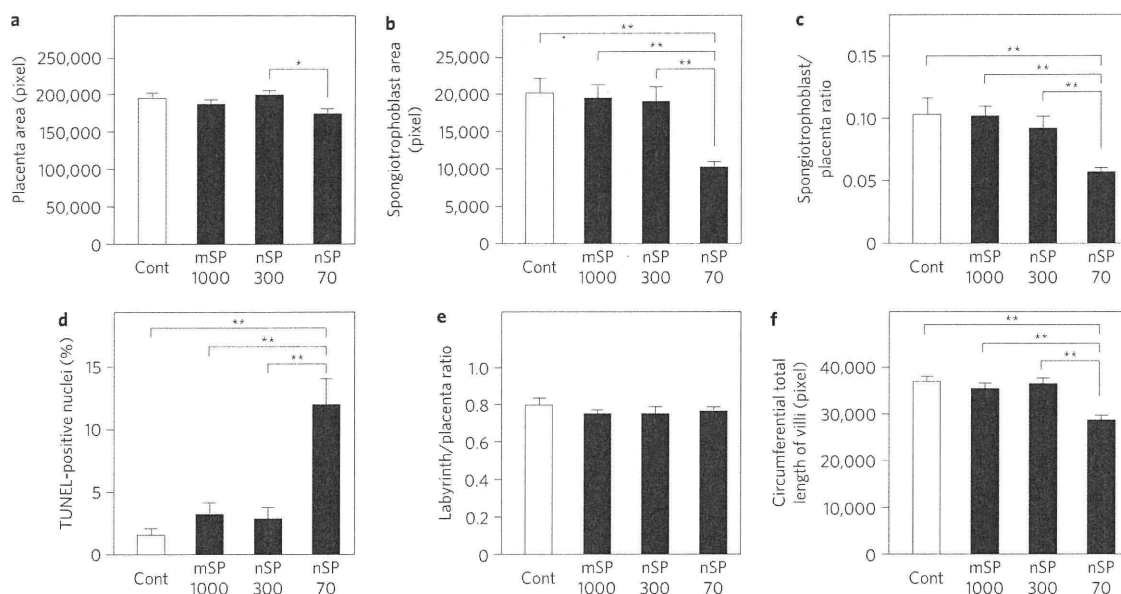 a
Placenta area (pixel)
250,000
200,000
150,000
100,000
50,000
0
*
Cont
mSP
1000
nSP
300
nSP
70
b
Spongiotrophoblast area
(pixel)
25,000
20,000
15,000
10,000
5,000
0
**
**
**
Cont
mSP
1000
nSP
300
nSP
70
c
Spongiotrophoblast/
placenta ratio
0.15
0.10
0.05
0
**
**
**
Cont
mSP
1000
nSP
300
nSP
70
d
TUNEL-positive nuclei (%)
15
10
5
0
**
**
**
Cont
mSP
1000
nSP
300
nSP
70
e
Labyrinth/placenta ratio
1.0
0.8
0.6
0.4
0.2
0
Cont
mSP
1000
nSP
300
nSP
70
f
Circumferential total
length of villi (pixel)
40,000
30,000
20,000
10,000
0
**
**
**
Cont
mSP
1000
nSP
300
nSP
70